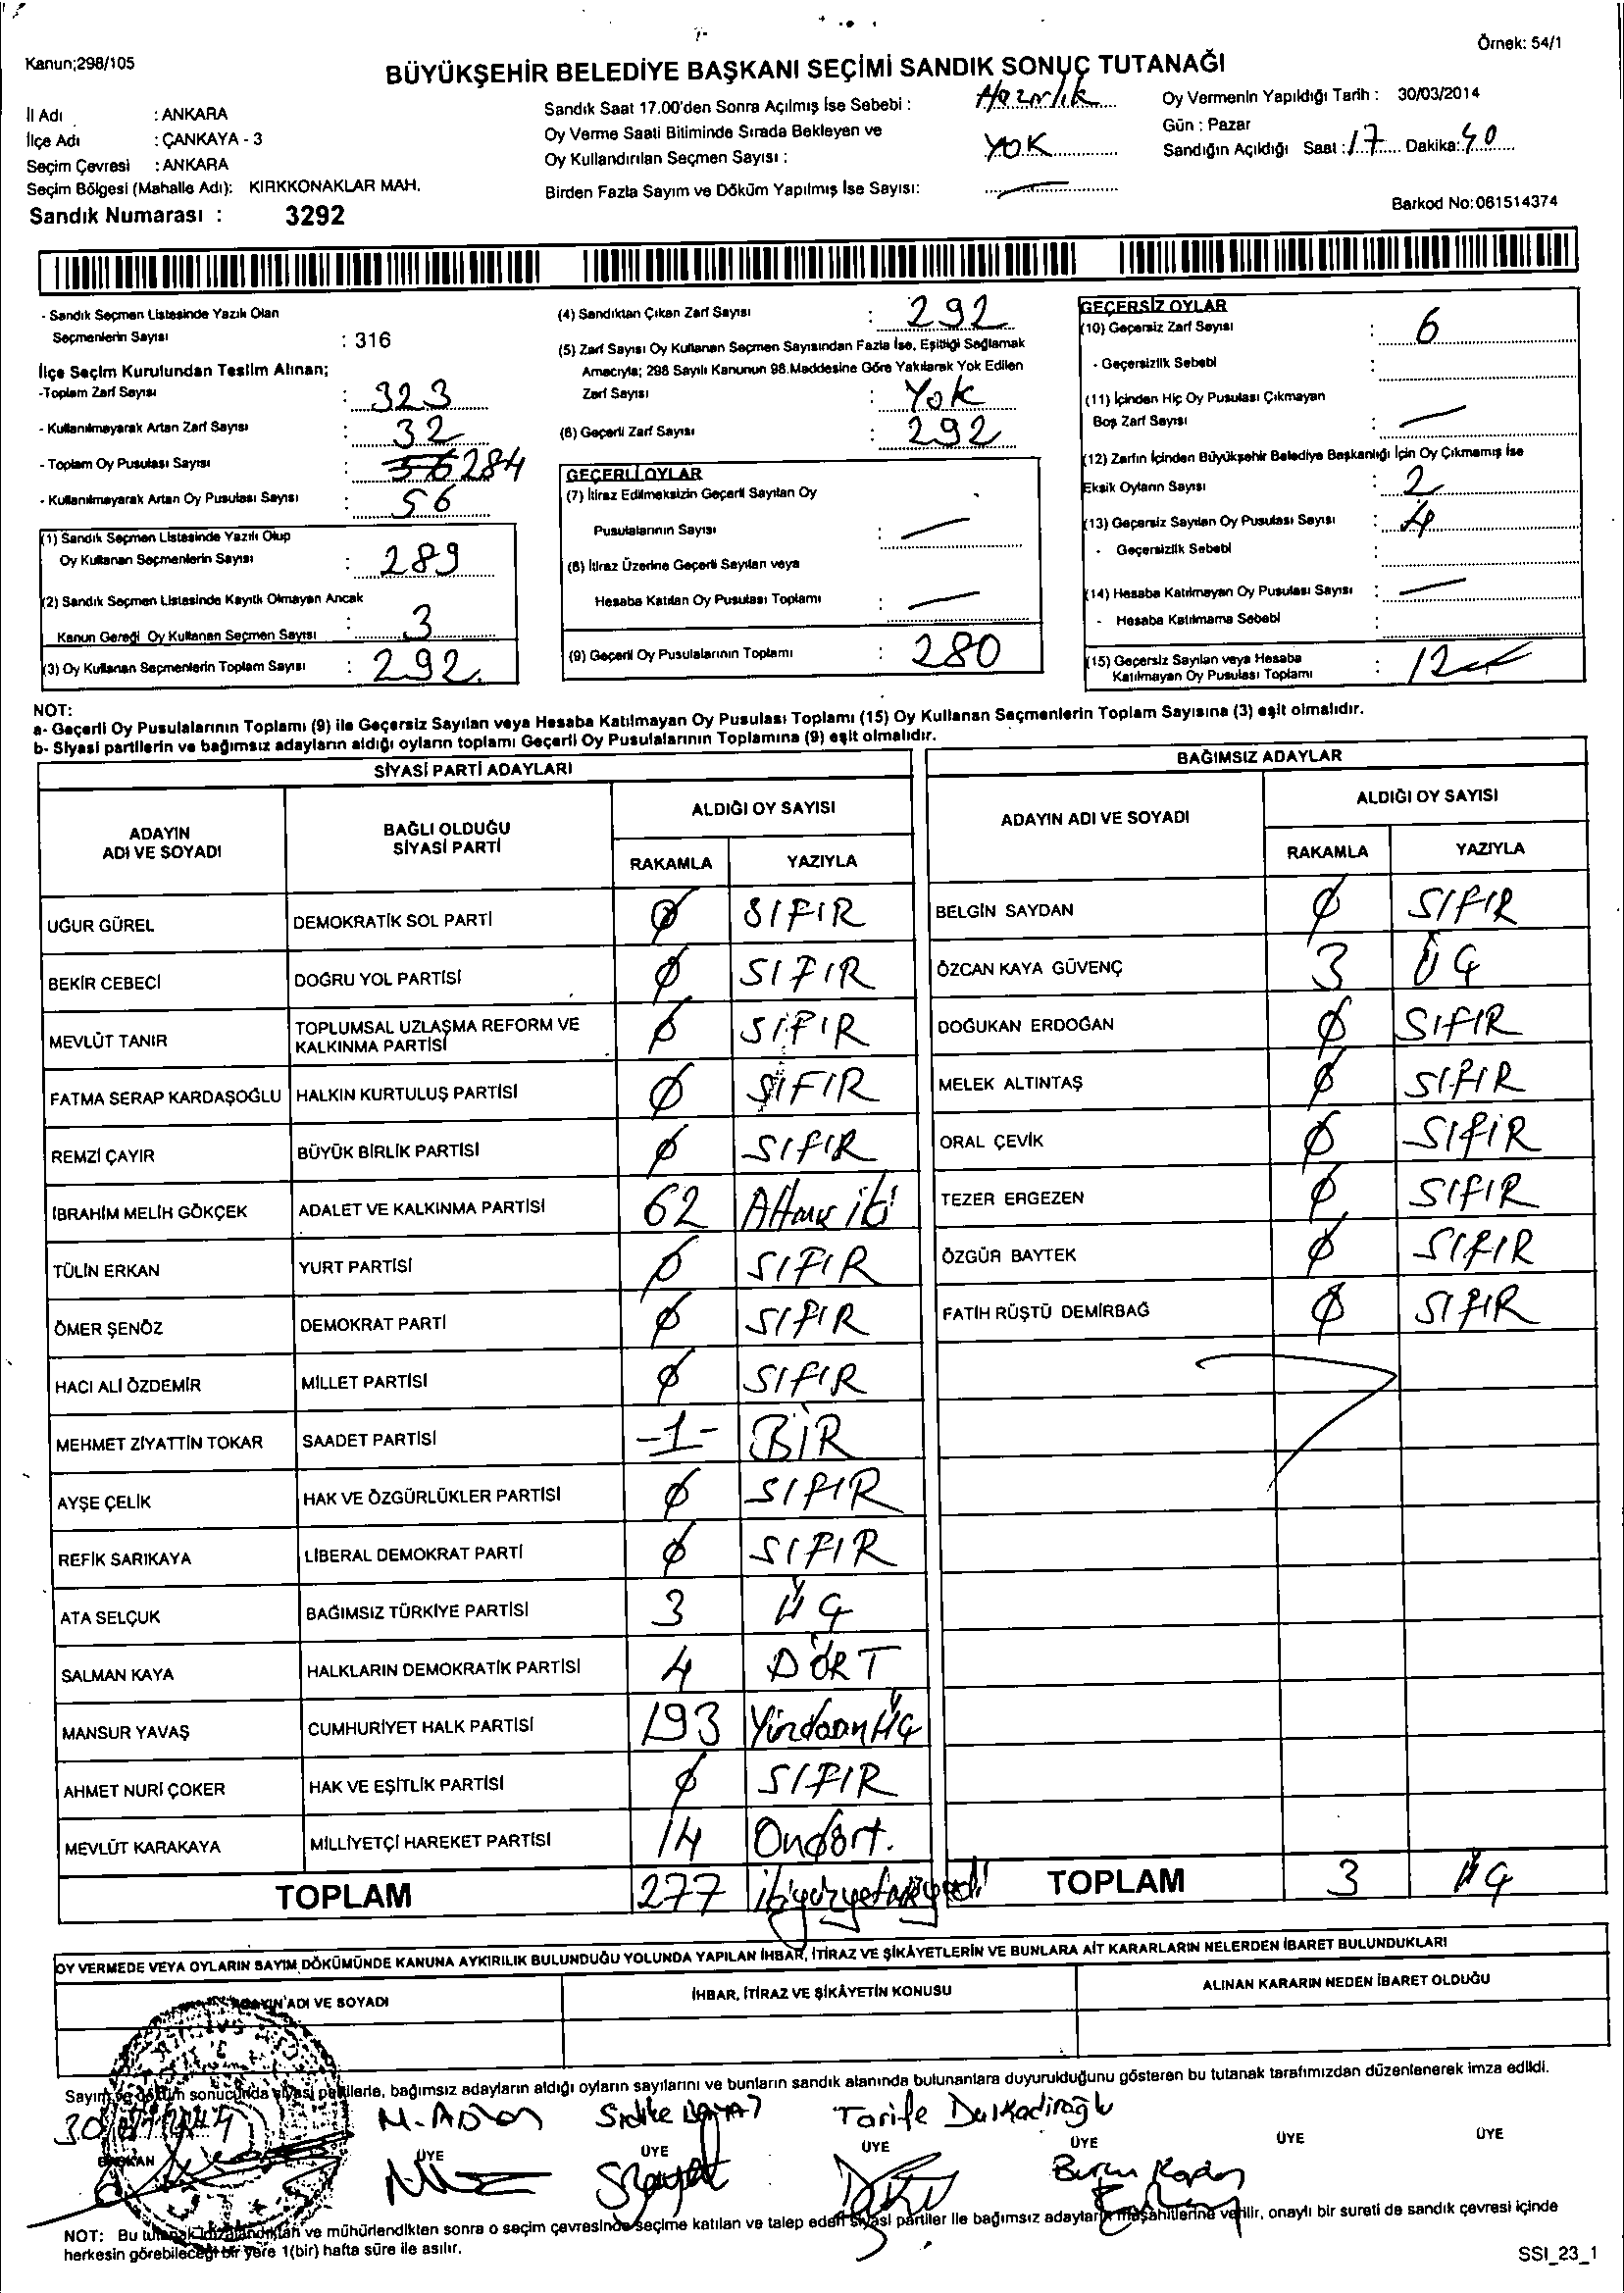 Örnek: 54/1
Kanun;298/105
BÜYÜKŞEHİR BELEDİYE BAŞKANI SEÇİMİ SANDIK SONUÇ TUTANAĞI
İl Adı : ANKARA
İlçe Adı : ÇANKAYA - 3
Seçim Çevresi : ANKARA
Seçim Bölgesi (Mahalle Adı): KIRKKONAKLAR MAH.
Sandık Numarası : 3292
Sandık Saat 17.00'den Sonra Açılmış İse Sebebi : Hazırlık
Oy Verme Saati Bitiminde Sırada Bekleyen ve
Oy Kullandırılan Seçmen Sayısı : YOK
Birden Fazla Sayım ve Döküm Yapılmış İse Sayısı: —
Oy Vermenin Yapıldığı Tarih : 30/03/2014
Gün : Pazar
Sandığın Açıldığı Saat : 17 Dakika: 40
Barkod No:061514374
- Sandık Seçmen Listesinde Yazılı Olan
Seçmenlerin Sayısı : 316
İlçe Seçim Kurulundan Teslim Alınan;
-Toplam Zarf Sayısı : 323
- Kullanılmayarak Artan Zarf Sayısı : 32
- Toplam Oy Pusulası Sayısı : 284
- Kullanılmayarak Artan Oy Pusulası Sayısı : 56
(1) Sandık Seçmen Listesinde Yazılı Olup
Oy Kullanan Seçmenlerin Sayısı : 289
(2) Sandık Seçmen Listesinde Kayıtlı Olmayan Ancak
Kanun Gereği Oy Kullanan Seçmen Sayısı : 3
(3) Oy Kullanan Seçmenlerin Toplam Sayısı : 292
(4) Sandıktan Çıkan Zarf Sayısı : 292
(5) Zarf Sayısı Oy Kullanan Seçmen Sayısından Fazla İse, Eşitliği Sağlamak
Amacıyla; 298 Sayılı Kanunun 98.Maddesine Göre Yakılarak Yok Edilen
Zarf Sayısı : Yok
(6) Geçerli Zarf Sayısı : 292
GEÇERLİ OYLAR
(7) İtiraz Edilmeksizin Geçerli Sayılan Oy
Pusulalarının Sayısı : —
(8) İtiraz Üzerine Geçerli Sayılan veya
Hesaba Katılan Oy Pusulası Toplamı : —
(9) Geçerli Oy Pusulalarının Toplamı : 280
GEÇERSİZ OYLAR
(10) Geçersiz Zarf Sayısı : 6
- Geçersizlik Sebebi :
(11) İçinden Hiç Oy Pusulası Çıkmayan
Boş Zarf Sayısı : —
(12) Zarfın İçinden Büyükşehir Belediye Başkanlığı İçin Oy Çıkmamış İse
Eksik Oyların Sayısı : 2
(13) Geçersiz Sayılan Oy Pusulası Sayısı : 4
- Geçersizlik Sebebi :
(14) Hesaba Katılmayan Oy Pusulası Sayısı : —
- Hesaba Katılmama Sebebi :
(15) Geçersiz Sayılan veya Hesaba
Katılmayan Oy Pusulası Toplamı : 12
NOT:
a- Geçerli Oy Pusulalarının Toplamı (9) ile Geçersiz Sayılan veya Hesaba Katılmayan Oy Pusulası Toplamı (15) Oy Kullanan Seçmenlerin Toplam Sayısına (3) eşit olmalıdır.
b- Siyasi partilerin ve bağımsız adayların aldığı oyların toplamı Geçerli Oy Pusulalarının Toplamına (9) eşit olmalıdır.
SİYASİ PARTİ ADAYLARI
ADAYIN ADI VE SOYADI BAĞLI OLDUĞU SİYASİ PARTİ ALDIĞI OY SAYISI
RAKAMLA YAZIYLA
UĞUR GÜREL DEMOKRATİK SOL PARTİ 0 SIFIR
BEKİR CEBECİ DOĞRU YOL PARTİSİ 0 SIFIR
MEVLÜT TANIR TOPLUMSAL UZLAŞMA REFORM VE KALKINMA PARTİSİ 0 SIFIR
FATMA SERAP KARDAŞOĞLU HALKIN KURTULUŞ PARTİSİ 0 SIFIR
REMZİ ÇAYIR BÜYÜK BİRLİK PARTİSİ 0 SIFIR
İBRAHİM MELİH GÖKÇEK ADALET VE KALKINMA PARTİSİ 62 Altmış iki
TÜLİN ERKAN YURT PARTİSİ 0 SIFIR
ÖMER ŞENÖZ DEMOKRAT PARTİ 0 SIFIR
HACI ALİ ÖZDEMİR MİLLET PARTİSİ 0 SIFIR
MEHMET ZİYATTİN TOKAR SAADET PARTİSİ -1- BİR
AYŞE ÇELİK HAK VE ÖZGÜRLÜKLER PARTİSİ 0 SIFIR
REFİK SARIKAYA LİBERAL DEMOKRAT PARTİ 0 SIFIR
ATA SELÇUK BAĞIMSIZ TÜRKİYE PARTİSİ 3 ÜÇ
SALMAN KAYA HALKLARIN DEMOKRATİK PARTİSİ 4 DÖRT
MANSUR YAVAŞ CUMHURİYET HALK PARTİSİ 193 Yüzdoanüç
AHMET NURİ ÇOKER HAK VE EŞİTLİK PARTİSİ 0 SIFIR
MEVLÜT KARAKAYA MİLLİYETÇİ HAREKET PARTİSİ 14 Ondört.
TOPLAM 277 ikiyüzyetmişyedi
BAĞIMSIZ ADAYLAR
ADAYIN ADI VE SOYADI ALDIĞI OY SAYISI
RAKAMLA YAZIYLA
BELGİN SAYDAN 0 SIFIR
ÖZCAN KAYA GÜVENÇ 3 ÜÇ
DOĞUKAN ERDOĞAN 0 SIFIR
MELEK ALTINTAŞ 0 SIFIR
ORAL ÇEVİK 0 SIFIR
TEZER ERGEZEN 0 SIFIR
ÖZGÜR BAYTEK 0 SIFIR
FATİH RÜŞTÜ DEMİRBAĞ 0 SIFIR
TOPLAM 3 ÜÇ
OY VERMEDE VEYA OYLARIN SAYIM DÖKÜMÜNDE KANUNA AYKIRILIK BULUNDUĞU YOLUNDA YAPILAN İHBAR, İTİRAZ VE ŞİKÂYETLERİN VE BUNLARA AİT KARARLARIN NELERDEN İBARET BULUNDUKLARI
ADI VE SOYADI İHBAR, İTİRAZ VE ŞİKÂYETİN KONUSU ALINAN KARARIN NEDEN İBARET OLDUĞU
Sayım ve döküm sonucunda siyasi partilerle, bağımsız adayların aldığı oyların sayılarını ve bunların sandık alanında bulunanlara duyurulduğunu gösteren bu tutanak tarafımızdan düzenlenerek imza edildi.
Tarife Dulkadiroğlu
BAŞKAN ÜYE ÜYE ÜYE ÜYE ÜYE ÜYE
NOT: Bu tutanak imzalandıktan ve mühürlendikten sonra o seçim çevresinde seçime katılan ve talep eden siyasi partiler ile bağımsız adayların müşahitlerine verilir, onaylı bir sureti de sandık çevresi içinde
herkesin görebileceği bir yere 1(bir) hafta süre ile asılır.
SSI_23_1